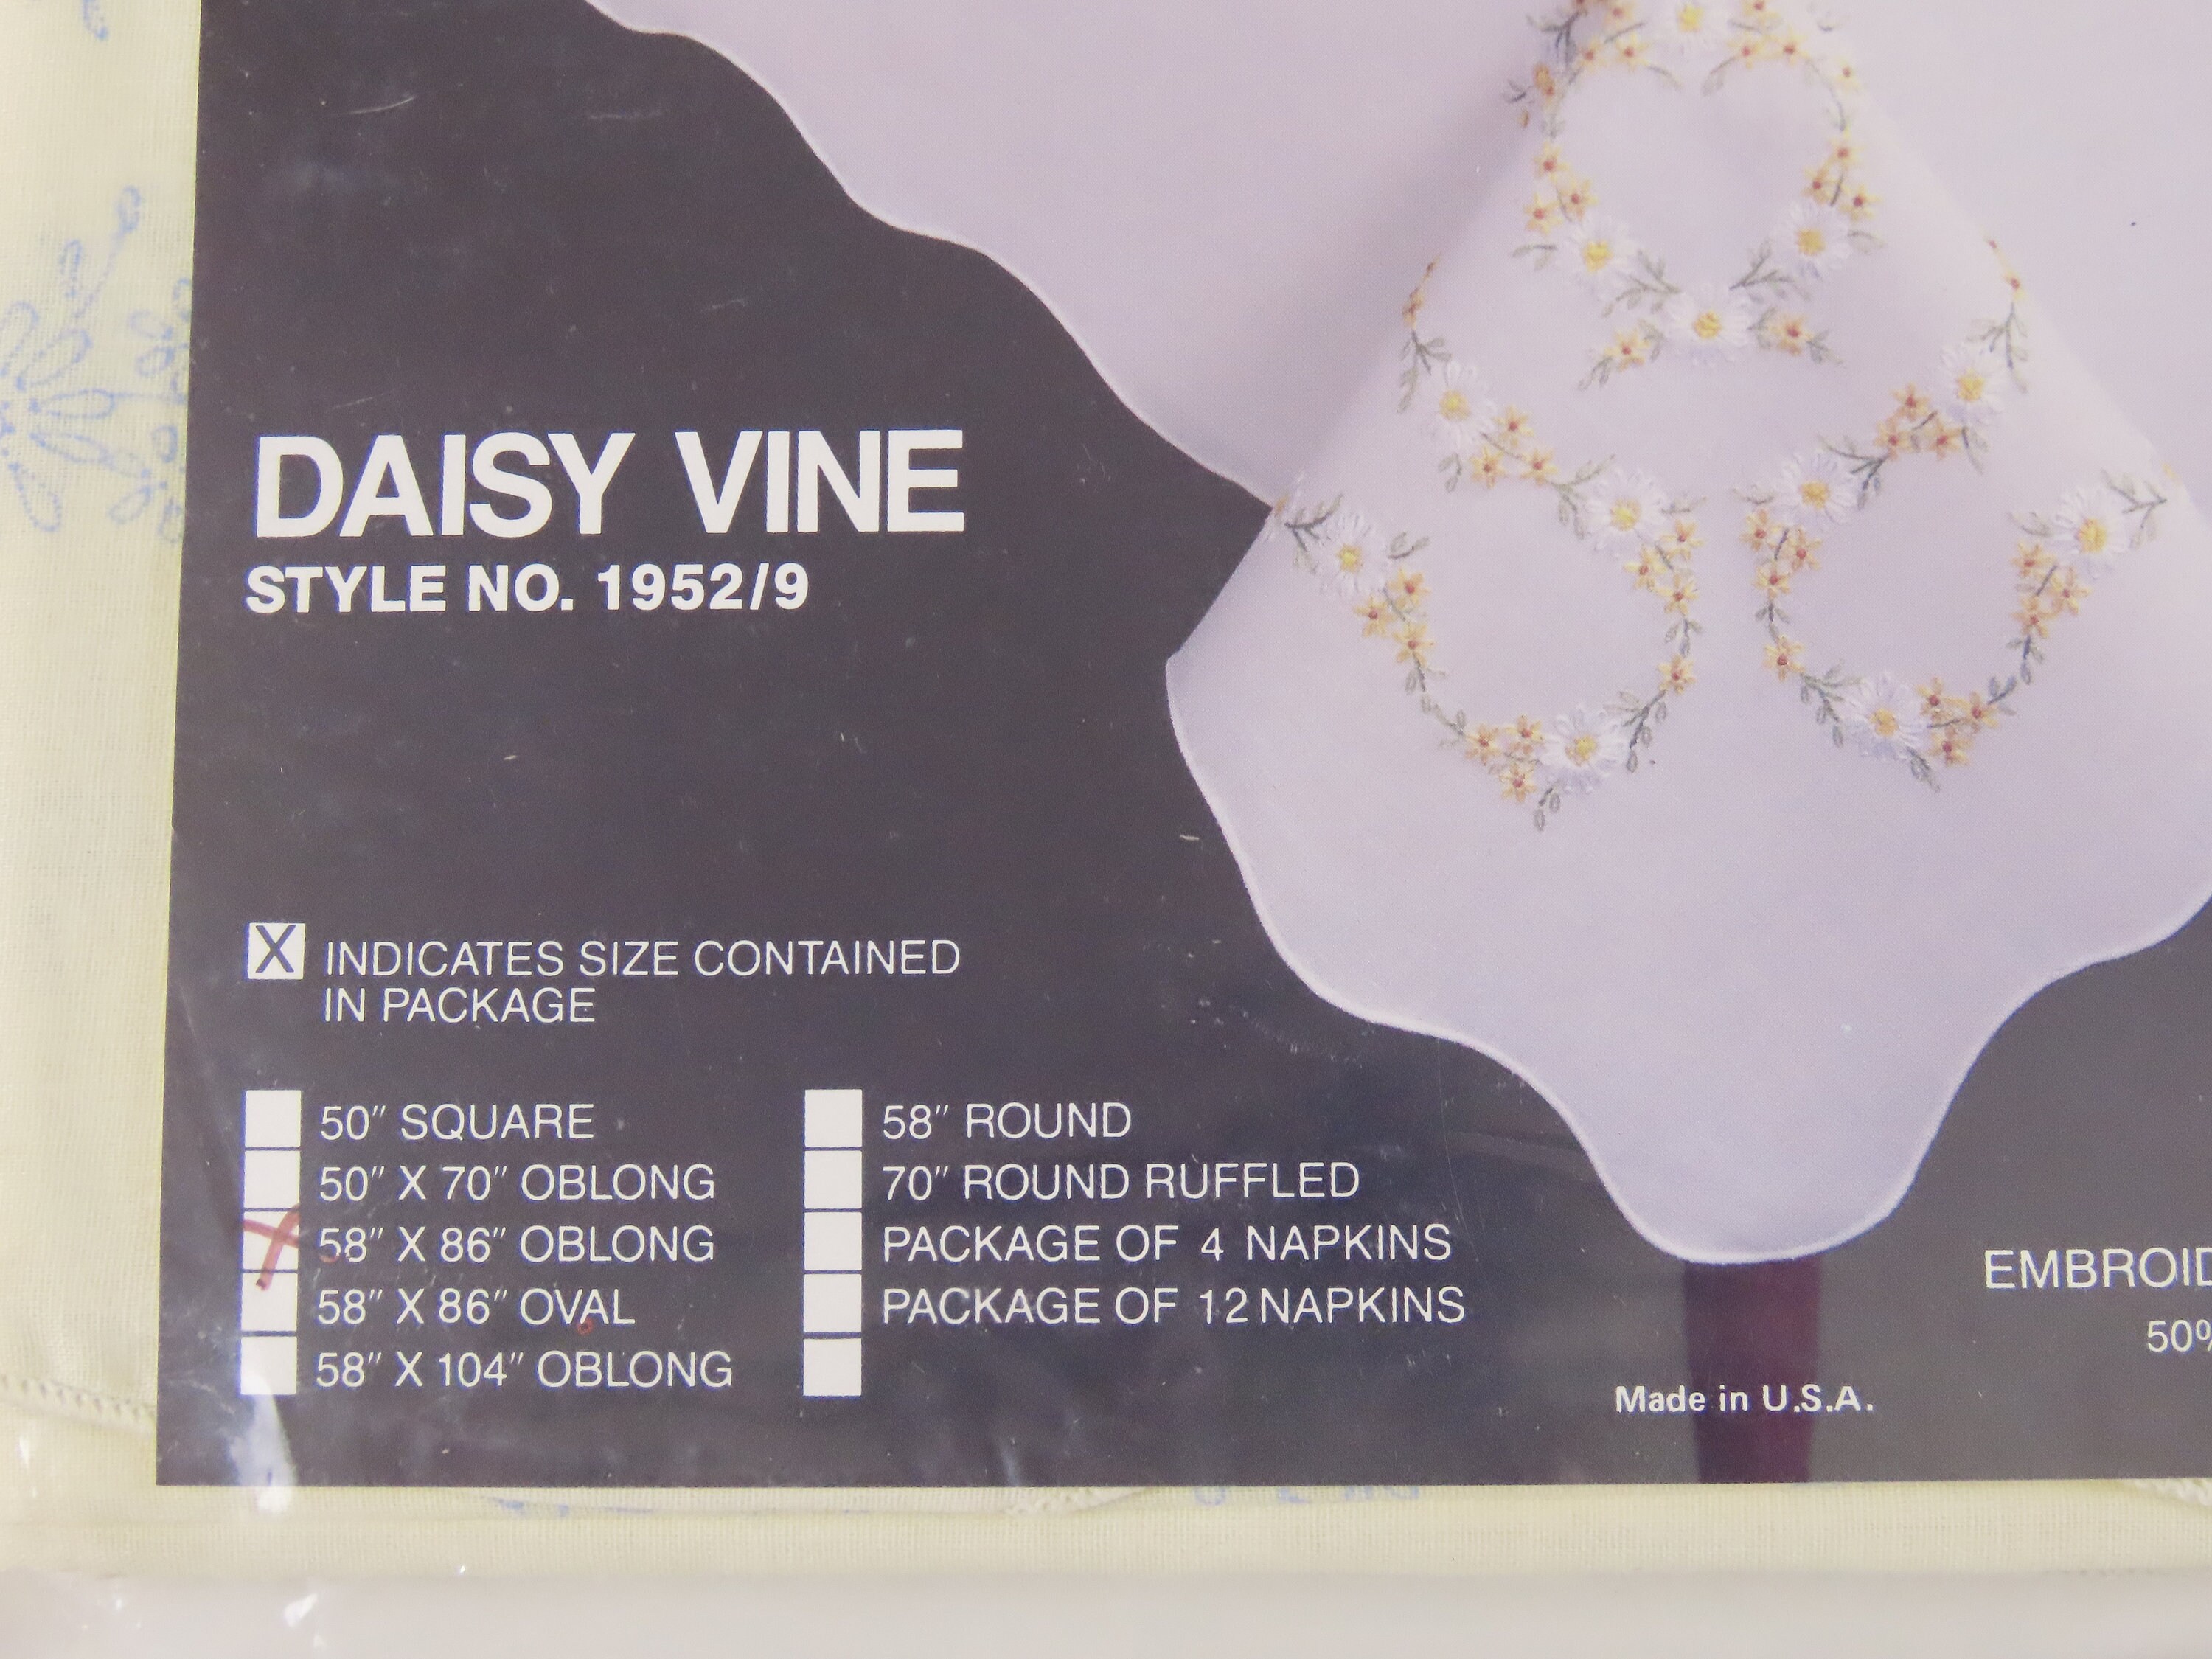 DAISY VINE
STYLE NO. 1952/9
X INDICATES SIZE CONTAINED
IN PACKAGE
50" SQUARE
50" X 70" OBLONG
X 58" X 86" OBLONG
58" X 86" OVAL
58" X 104" OBLONG
58" ROUND
70" ROUND RUFFLED
PACKAGE OF 4 NAPKINS
PACKAGE OF 12 NAPKINS
Made in U.S.A.
EMBROID
50%